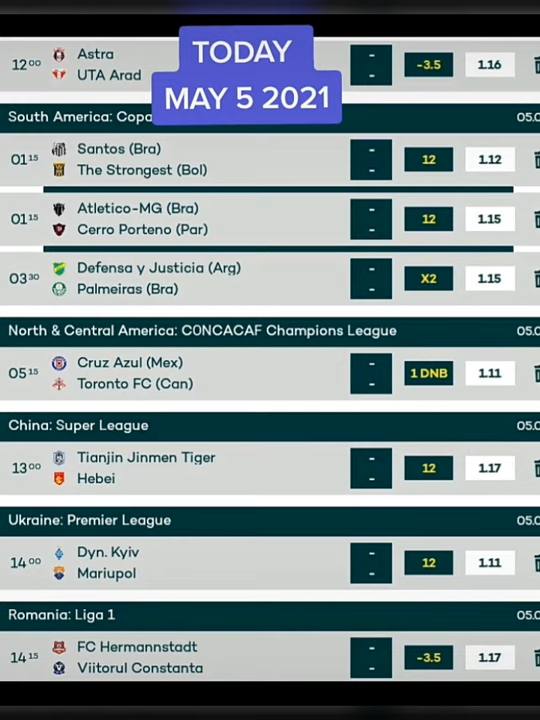 TODAY
MAY 5 2021
12⁰⁰
Astra
UTA Arad
-
-
-3.5
1.16
South America: Copa
05.0
01¹⁵
Santos (Bra)
The Strongest (Bol)
-
-
12
1.12
01¹⁵
Atletico-MG (Bra)
Cerro Porteno (Par)
-
-
12
1.15
03³⁰
Defensa y Justicia (Arg)
Palmeiras (Bra)
-
-
X2
1.15
North & Central America: CONCACAF Champions League
05.0
05¹⁵
Cruz Azul (Mex)
Toronto FC (Can)
-
-
1 DNB
1.11
China: Super League
05.0
13⁰⁰
Tianjin Jinmen Tiger
Hebei
-
-
12
1.17
Ukraine: Premier League
05.0
14⁰⁰
Dyn. Kyiv
Mariupol
-
-
12
1.11
Romania: Liga 1
05.0
14¹⁵
FC Hermannstadt
Viitorul Constanta
-
-
-3.5
1.17